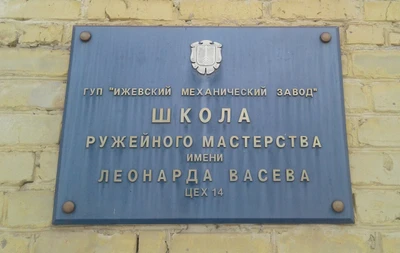 ГУП "ИЖЕВСКИЙ МЕХАНИЧЕСКИЙ ЗАВОД"
ШКОЛА
РУЖЕЙНОГО МАСТЕРСТВА
ИМЕНИ
ЛЕОНАРДА ВАСЕВА
ЦЕХ 14